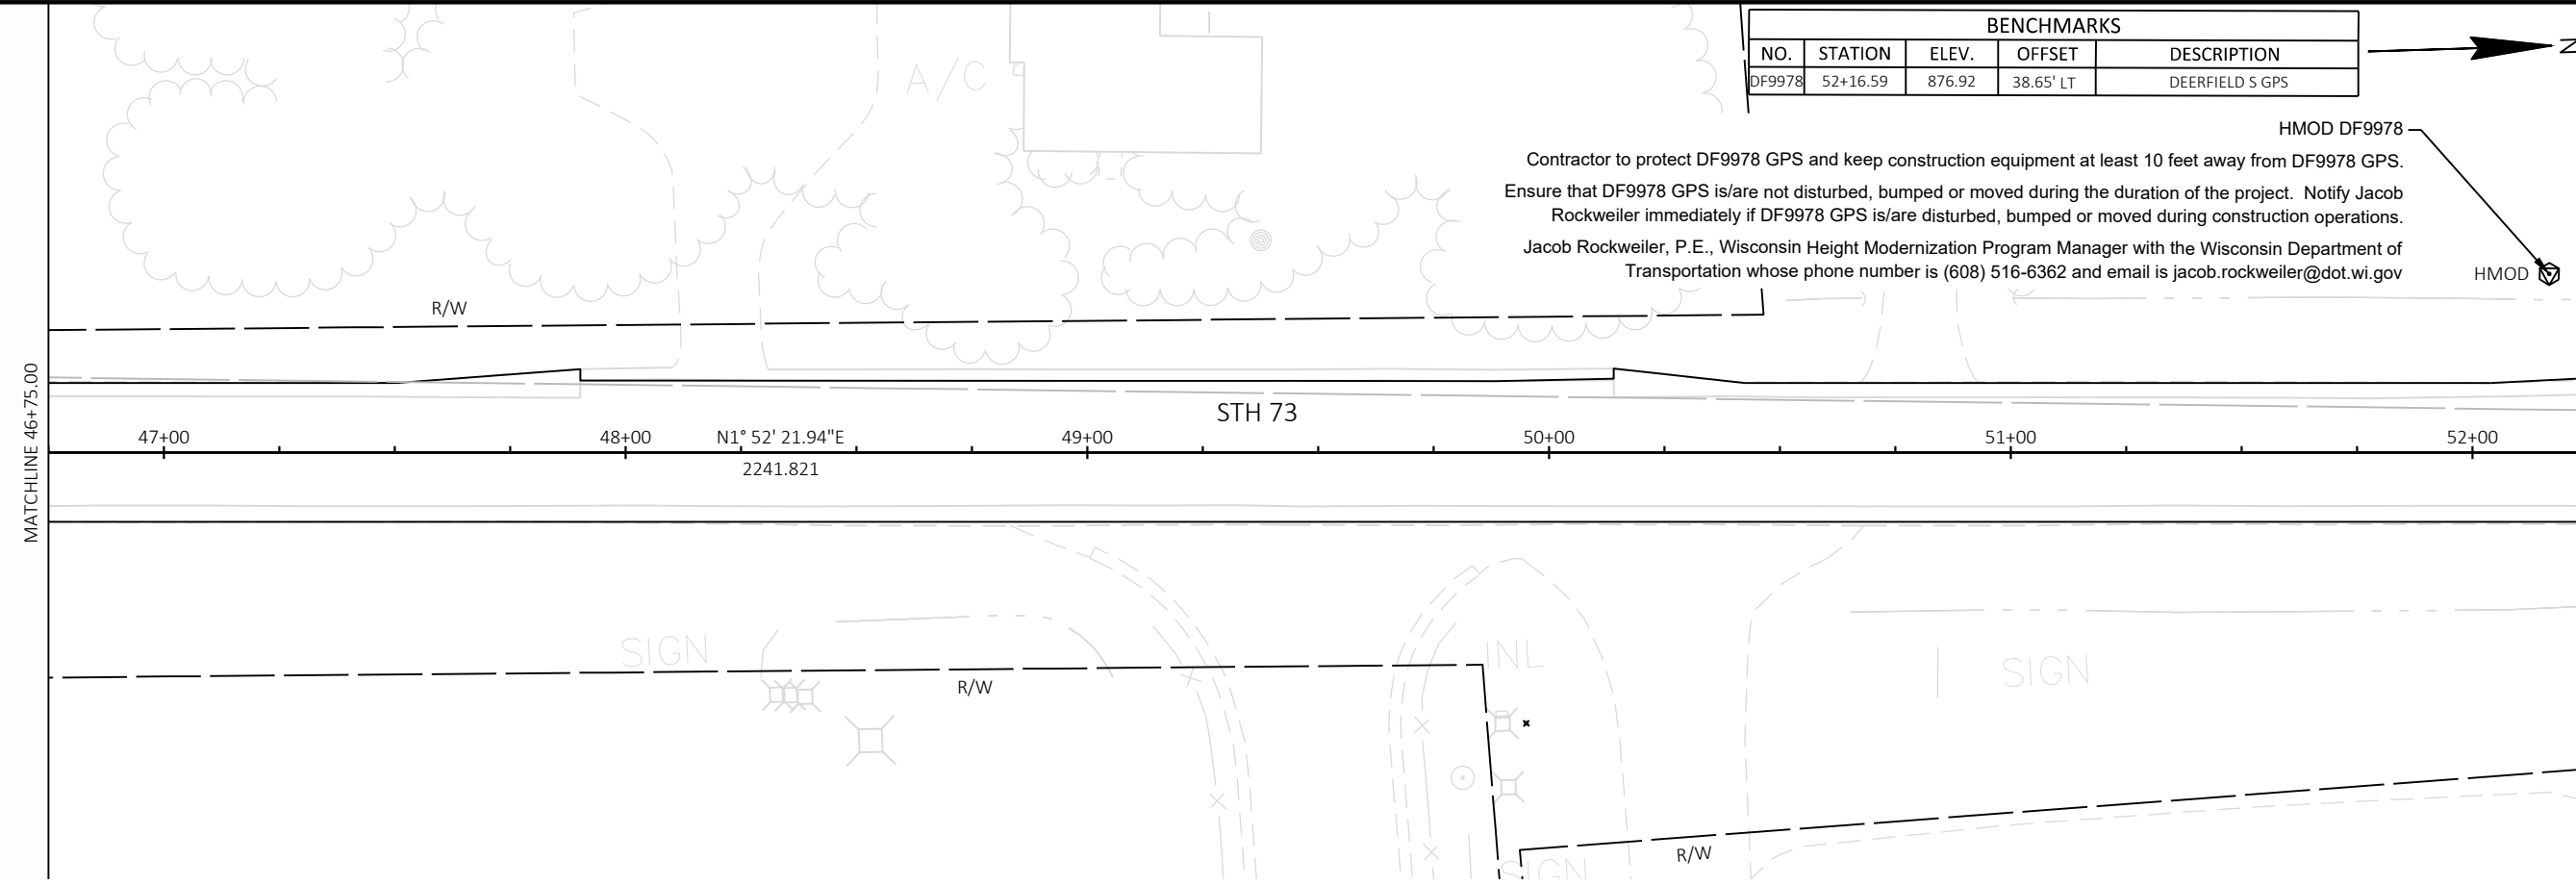 BENCHMARKS
NO. STATION ELEV. OFFSET DESCRIPTION
DF9978 52+16.59 876.92 38.65' LT DEERFIELD S GPS
N
A/C
HMOD DF9978
Contractor to protect DF9978 GPS and keep construction equipment at least 10 feet away from DF9978 GPS.
Ensure that DF9978 GPS is/are not disturbed, bumped or moved during the duration of the project. Notify Jacob
Rockweiler immediately if DF9978 GPS is/are disturbed, bumped or moved during construction operations.
Jacob Rockweiler, P.E., Wisconsin Height Modernization Program Manager with the Wisconsin Department of
Transportation whose phone number is (608) 516-6362 and email is jacob.rockweiler@dot.wi.gov
HMOD
R/W
MATCHLINE 46+75.00
STH 73
47+00 48+00 N1° 52' 21.94"E 49+00 50+00 51+00 52+00
2241.821
SIGN
INL
SIGN
R/W
R/W
SIGN